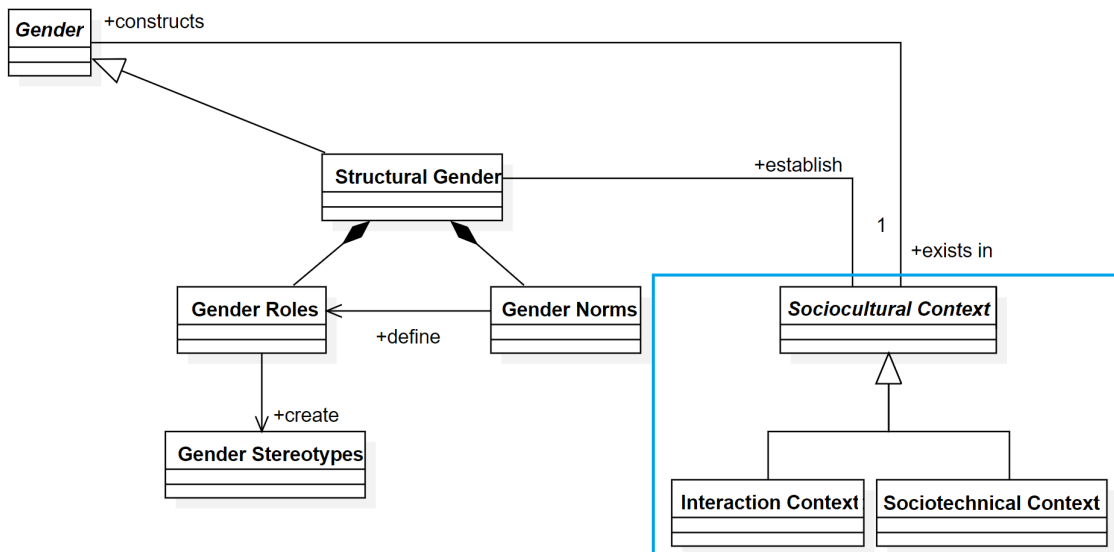 Gender
+constructs
Structural Gender
+establish
1
+exists in
Gender Roles
Gender Norms
Sociocultural Context
+define
+create
Gender Stereotypes
Interaction Context
Sociotechnical Context